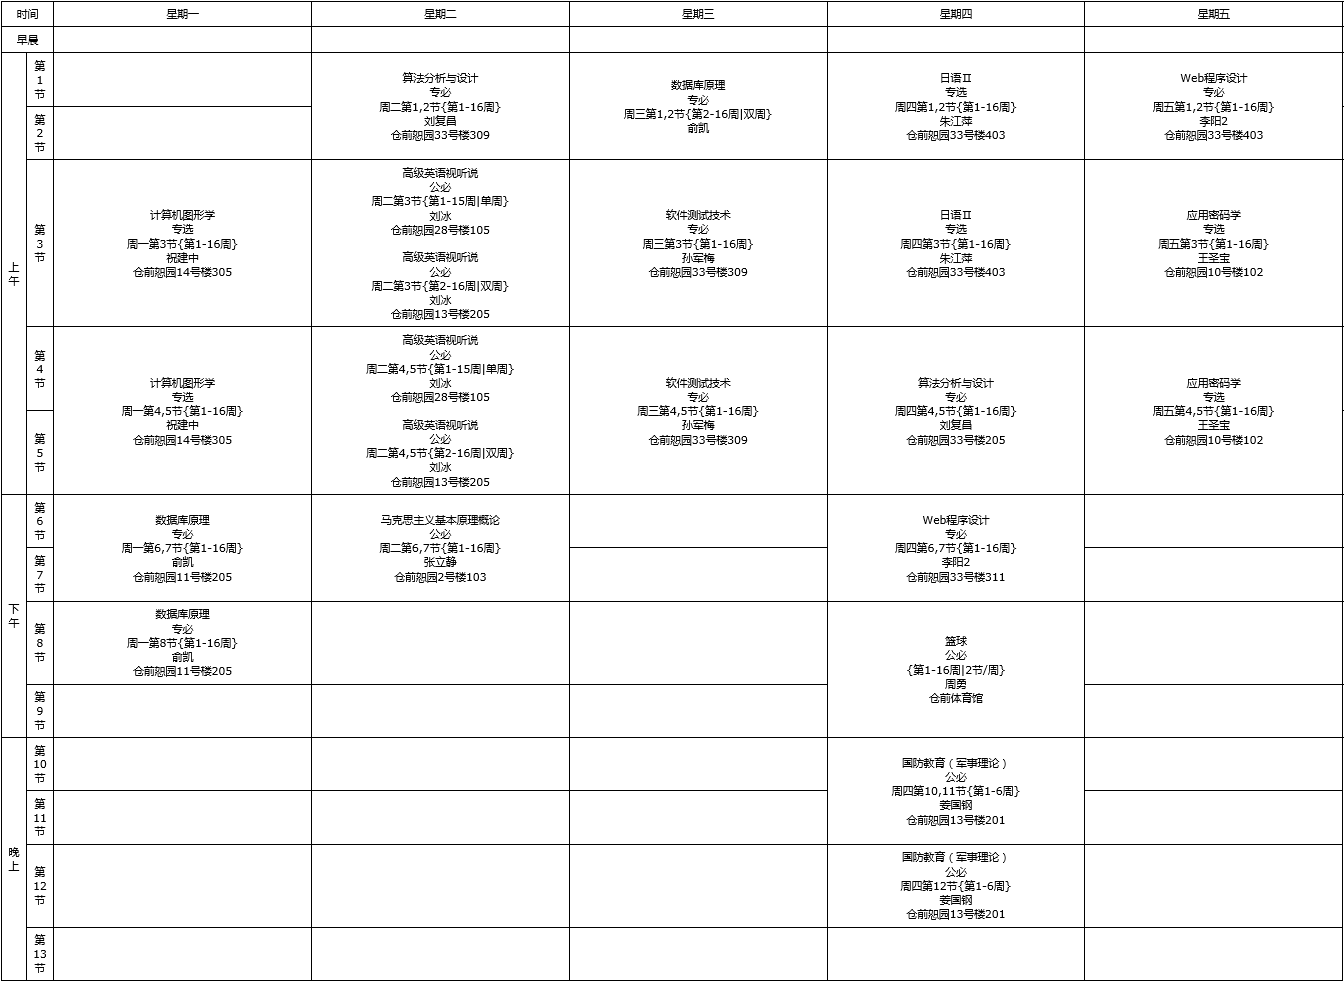 时间
星期一
星期二
星期三
星期四
星期五
早晨
上午
第1节
算法分析与设计
专必
周二第1,2节{第1-16周}
刘复昌
仓前恕园33号楼309
数据库原理
专必
周三第1,2节{第2-16周|双周}
俞凯
日语Ⅱ
专选
周四第1,2节{第1-16周}
朱江萍
仓前恕园33号楼403
Web程序设计
专必
周五第1,2节{第1-16周}
李阳2
仓前恕园33号楼403
第2节
第3节
计算机图形学
专选
周一第3节{第1-16周}
祝建中
仓前恕园14号楼305
高级英语视听说
公必
周二第3节{第1-15周|单周}
刘冰
仓前恕园28号楼105
高级英语视听说
公必
周二第3节{第2-16周|双周}
刘冰
仓前恕园13号楼205
软件测试技术
专必
周三第3节{第1-16周}
孙军梅
仓前恕园33号楼309
日语Ⅱ
专选
周四第3节{第1-16周}
朱江萍
仓前恕园33号楼403
应用密码学
专选
周五第3节{第1-16周}
王圣宝
仓前恕园10号楼102
第4节
计算机图形学
专选
周一第4,5节{第1-16周}
祝建中
仓前恕园14号楼305
高级英语视听说
公必
周二第4,5节{第1-15周|单周}
刘冰
仓前恕园28号楼105
高级英语视听说
公必
周二第4,5节{第2-16周|双周}
刘冰
仓前恕园13号楼205
软件测试技术
专必
周三第4,5节{第1-16周}
孙军梅
仓前恕园33号楼309
算法分析与设计
专必
周四第4,5节{第1-16周}
刘复昌
仓前恕园33号楼205
应用密码学
专选
周五第4,5节{第1-16周}
王圣宝
仓前恕园10号楼102
第5节
下午
第6节
数据库原理
专必
周一第6,7节{第1-16周}
俞凯
仓前恕园11号楼205
马克思主义基本原理概论
公必
周二第6,7节{第1-16周}
张立静
仓前恕园2号楼103
Web程序设计
专必
周四第6,7节{第1-16周}
李阳2
仓前恕园33号楼311
第7节
第8节
数据库原理
专必
周一第8节{第1-16周}
俞凯
仓前恕园11号楼205
篮球
公必
{第1-16周|2节/周}
周勇
仓前体育馆
第9节
晚上
第10节
国防教育（军事理论）
公必
周四第10,11节{第1-6周}
姜国钢
仓前恕园13号楼201
第11节
第12节
国防教育（军事理论）
公必
周四第12节{第1-6周}
姜国钢
仓前恕园13号楼201
第13节